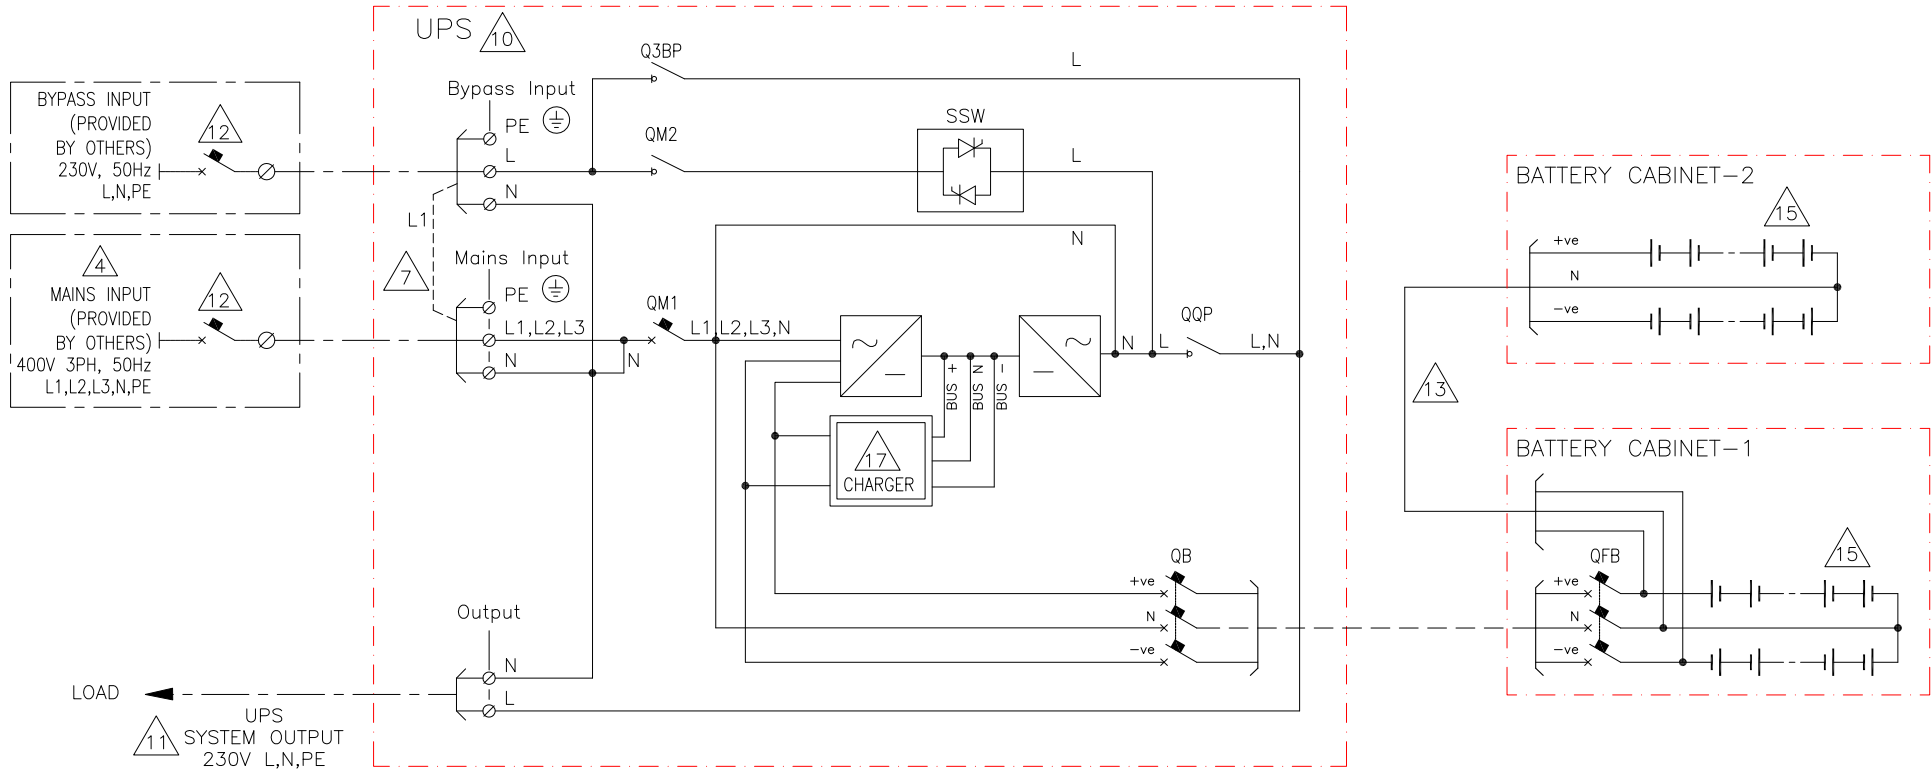 UPS
10
Q3BP
L
BYPASS INPUT
(PROVIDED
BY OTHERS)
230V, 50Hz
L,N,PE
12
Bypass Input
PE
L
N
QM2
SSW
L
L1
7
4
MAINS INPUT
(PROVIDED
BY OTHERS)
400V 3PH, 50Hz
L1,L2,L3,N,PE
12
Mains Input
PE
L1,L2,L3
N
N
QM1
L1,L2,L3,N
N
BUS +
BUS N
BUS -
N
L
QQP
L,N
17
CHARGER
QB
+ve
N
-ve
Output
N
L
LOAD
11
UPS
SYSTEM OUTPUT
230V L,N,PE
BATTERY CABINET-2
15
+ve
N
-ve
13
BATTERY CABINET-1
QFB
15
+ve
N
-ve